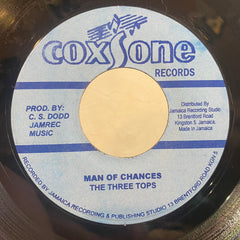 coxsone
RECORDS
PROD. BY:
C. S. DODD
JAMREC
MUSIC
Distributed By
Jamaica Recording Studio
13 Brentford Road
Kingston 5, Jamaica
Made in Jamaica
MAN OF CHANCES
THE THREE TOPS
RECORDED BY JAMAICA RECORDING & PUBLISHING STUDIO 13 BRENTFORD ROAD KGN 5